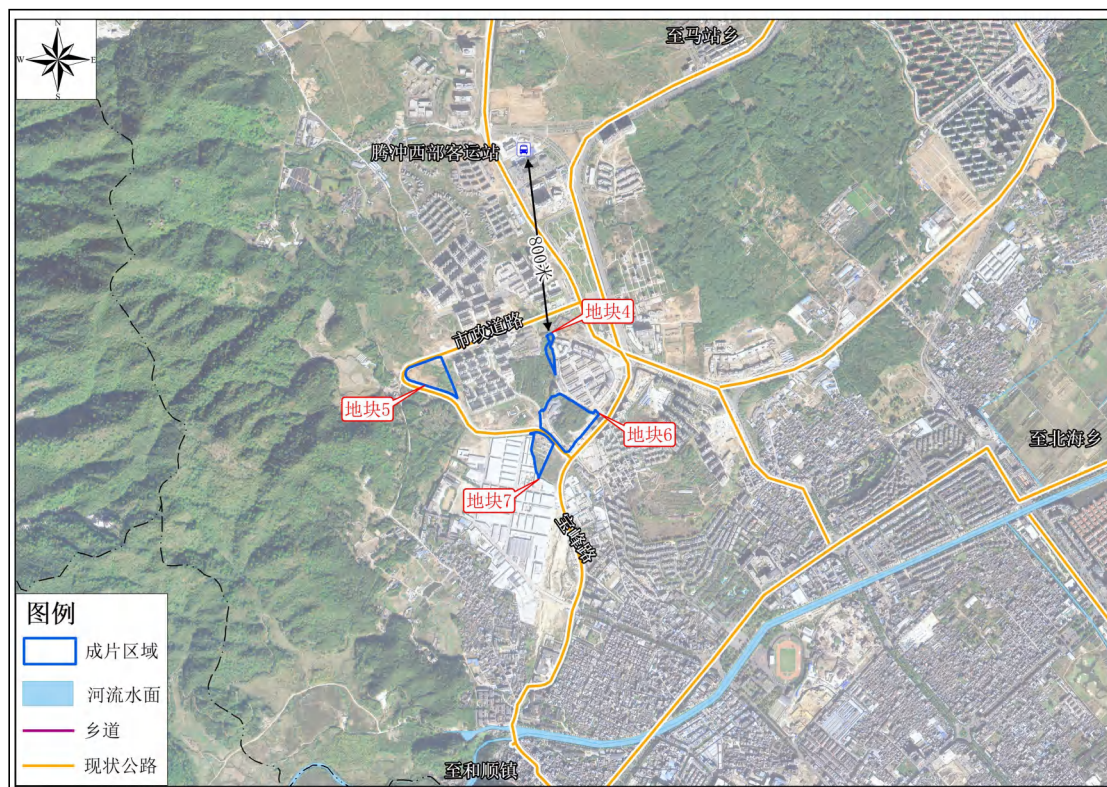 N
W
E
S
至马站乡
腾冲西部客运站
800米
地块4
市政道路
地块5
地块6
至北海乡
地块7
宝峰路
图例
成片区域
河流水面
乡道
现状公路
至和顺镇